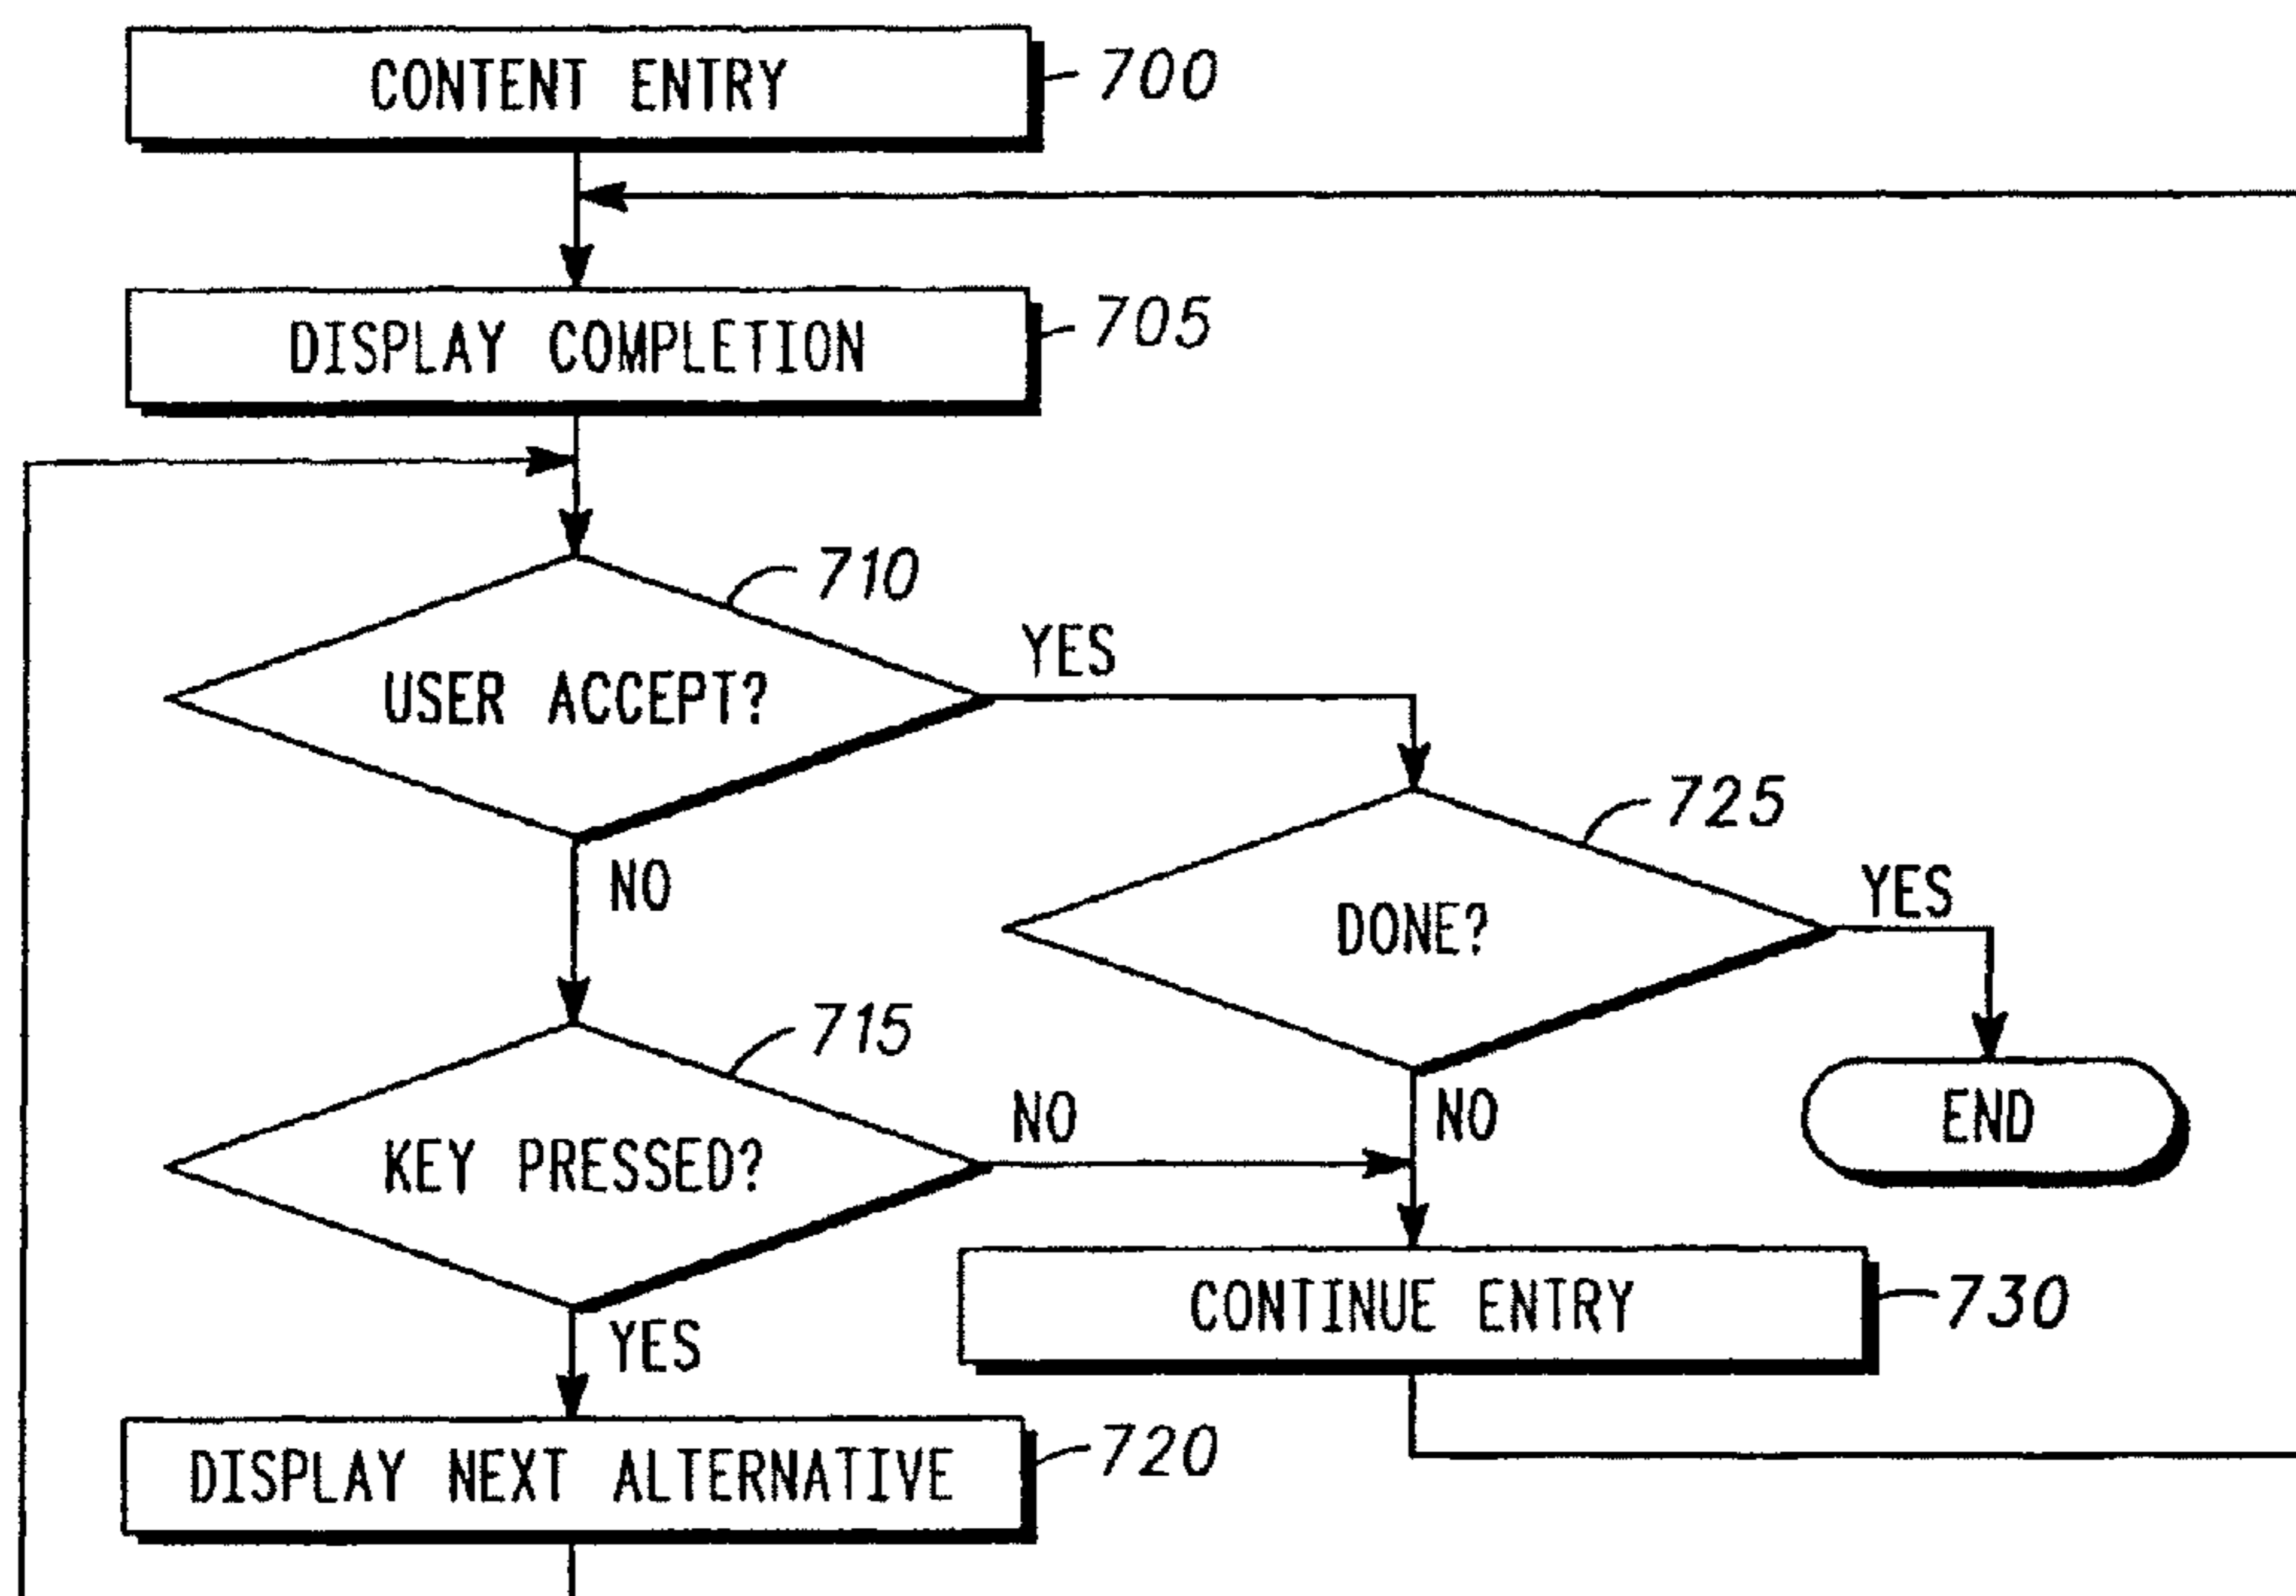 CONTENT ENTRY
700
DISPLAY COMPLETION
705
710
USER ACCEPT?
YES
NO
725
DONE?
YES
END
NO
715
KEY PRESSED?
NO
YES
CONTINUE ENTRY
730
DISPLAY NEXT ALTERNATIVE
720